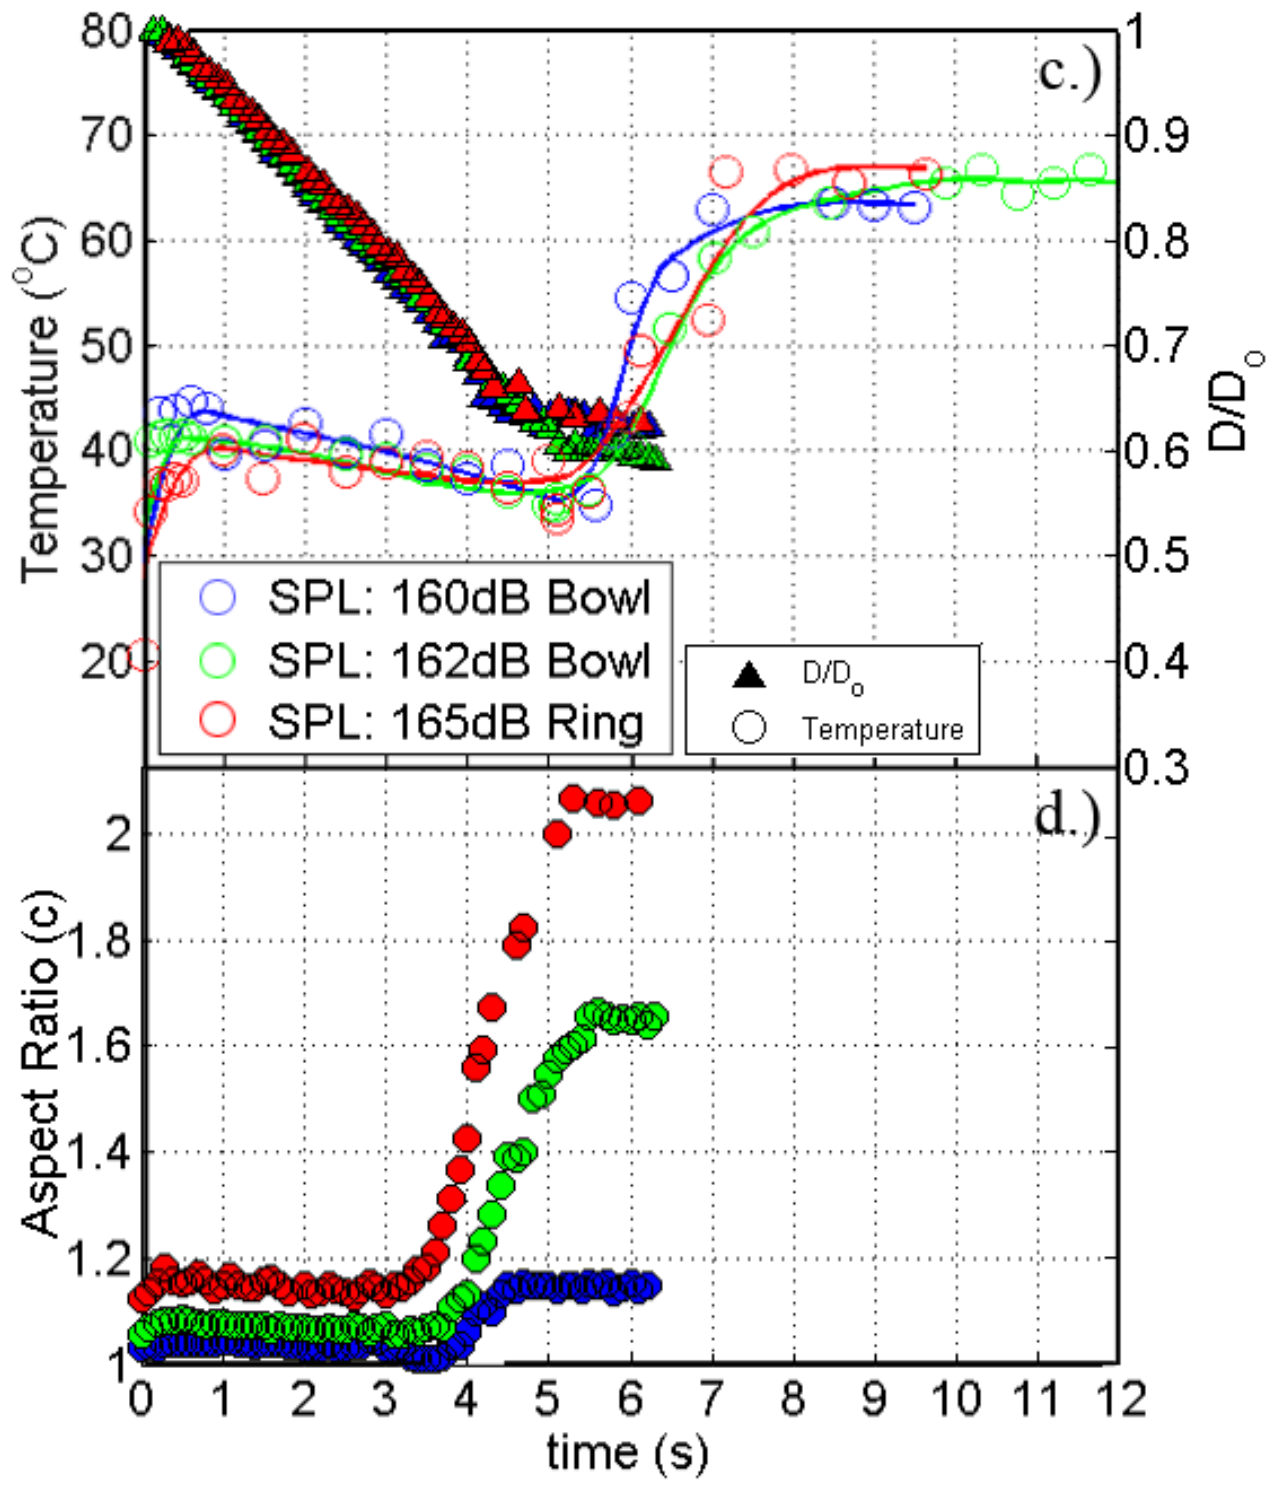 c.)
Temperature (°C)
80
70
60
50
40
30
20
1
0.9
0.8
0.7
0.6
0.5
0.4
0.3
D/Do
SPL: 160dB Bowl
SPL: 162dB Bowl
SPL: 165dB Ring
D/Do
Temperature
d.)
Aspect Ratio (c)
2
1.8
1.6
1.4
1.2
1
0 1 2 3 4 5 6 7 8 9 10 11 12
time (s)